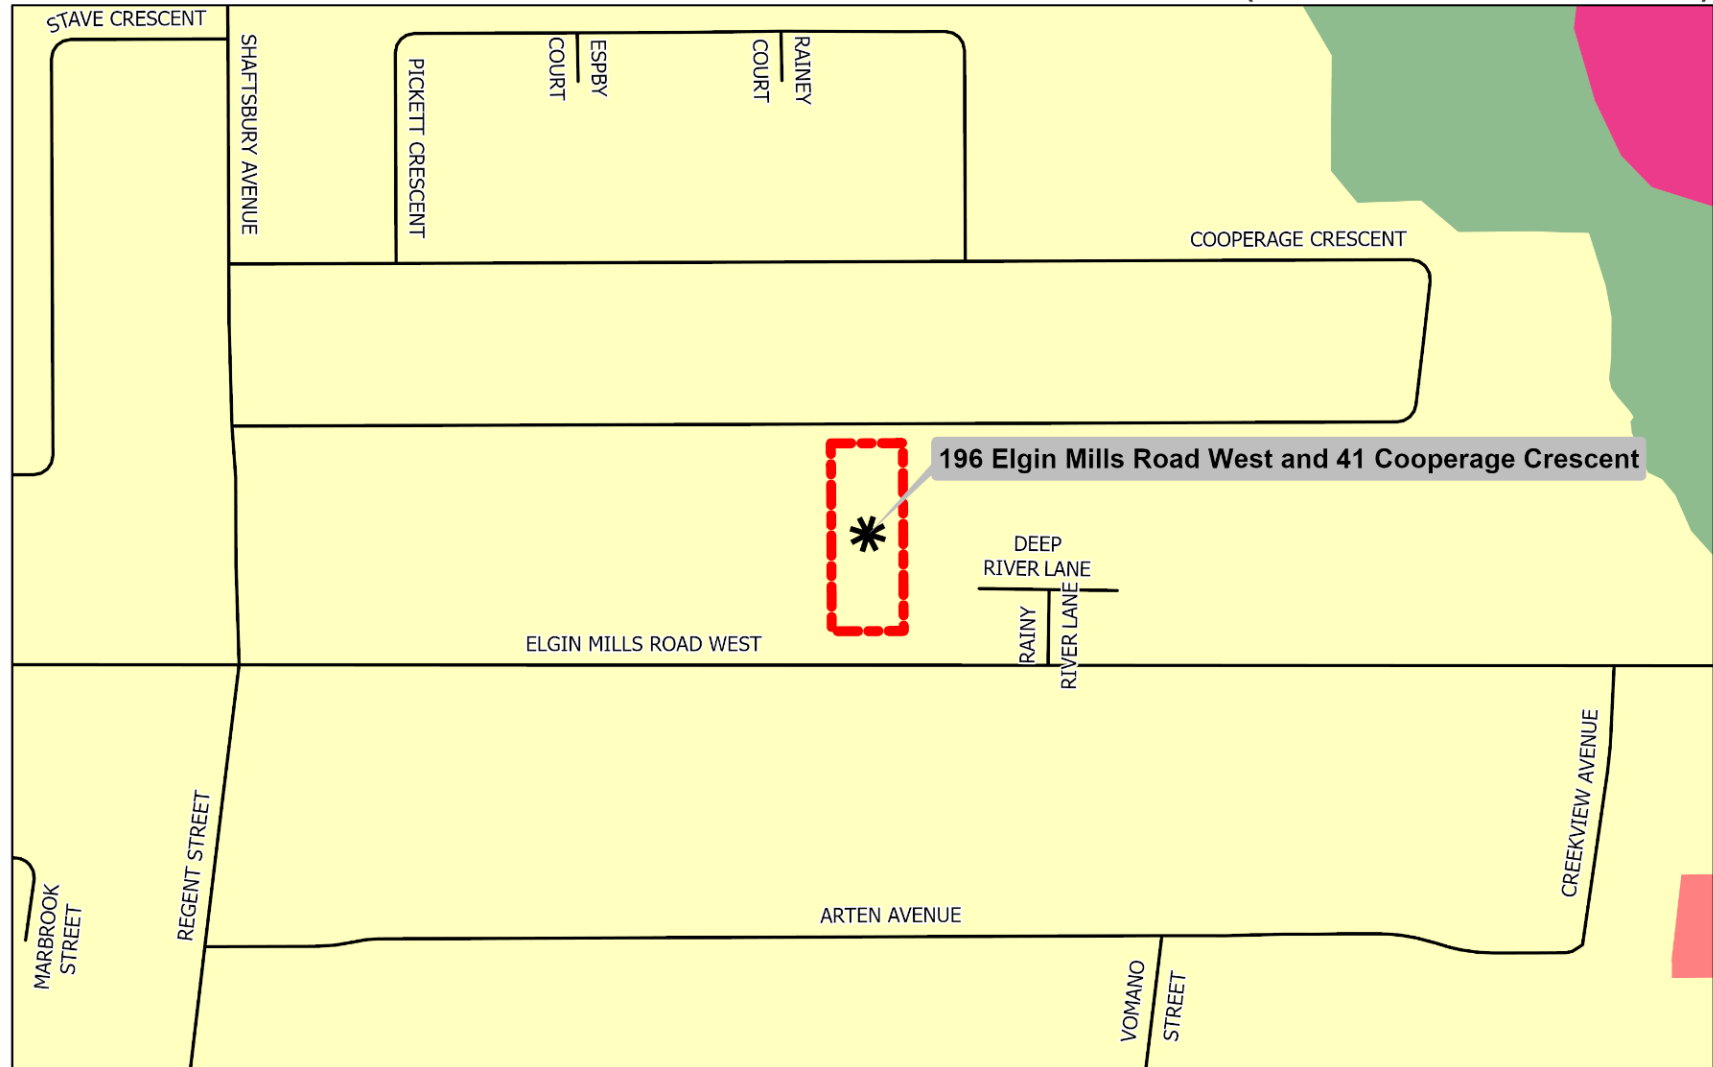 STAVE CRESCENT
SHAFTSBURY AVENUE
PICKETT CRESCENT
ESPBY
COURT
RAINEY
COURT
COOPERAGE CRESCENT
196 Elgin Mills Road West and 41 Cooperage Crescent
DEEP
RIVER LANE
RAINY
RIVER LANE
ELGIN MILLS ROAD WEST
REGENT STREET
MARBROOK
STREET
ARTEN AVENUE
CREEKVIEW AVENUE
VOMANO
STREET